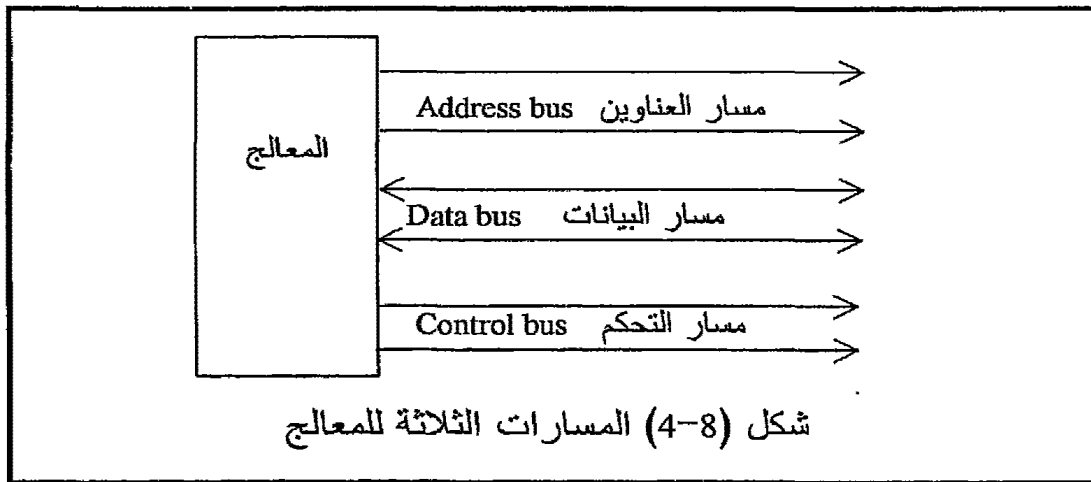 مسار العناوين Address bus
المعالج
مسار البيانات Data bus
مسار التحكم Control bus
شكل (8-4) المسارات الثلاثة للمعالج